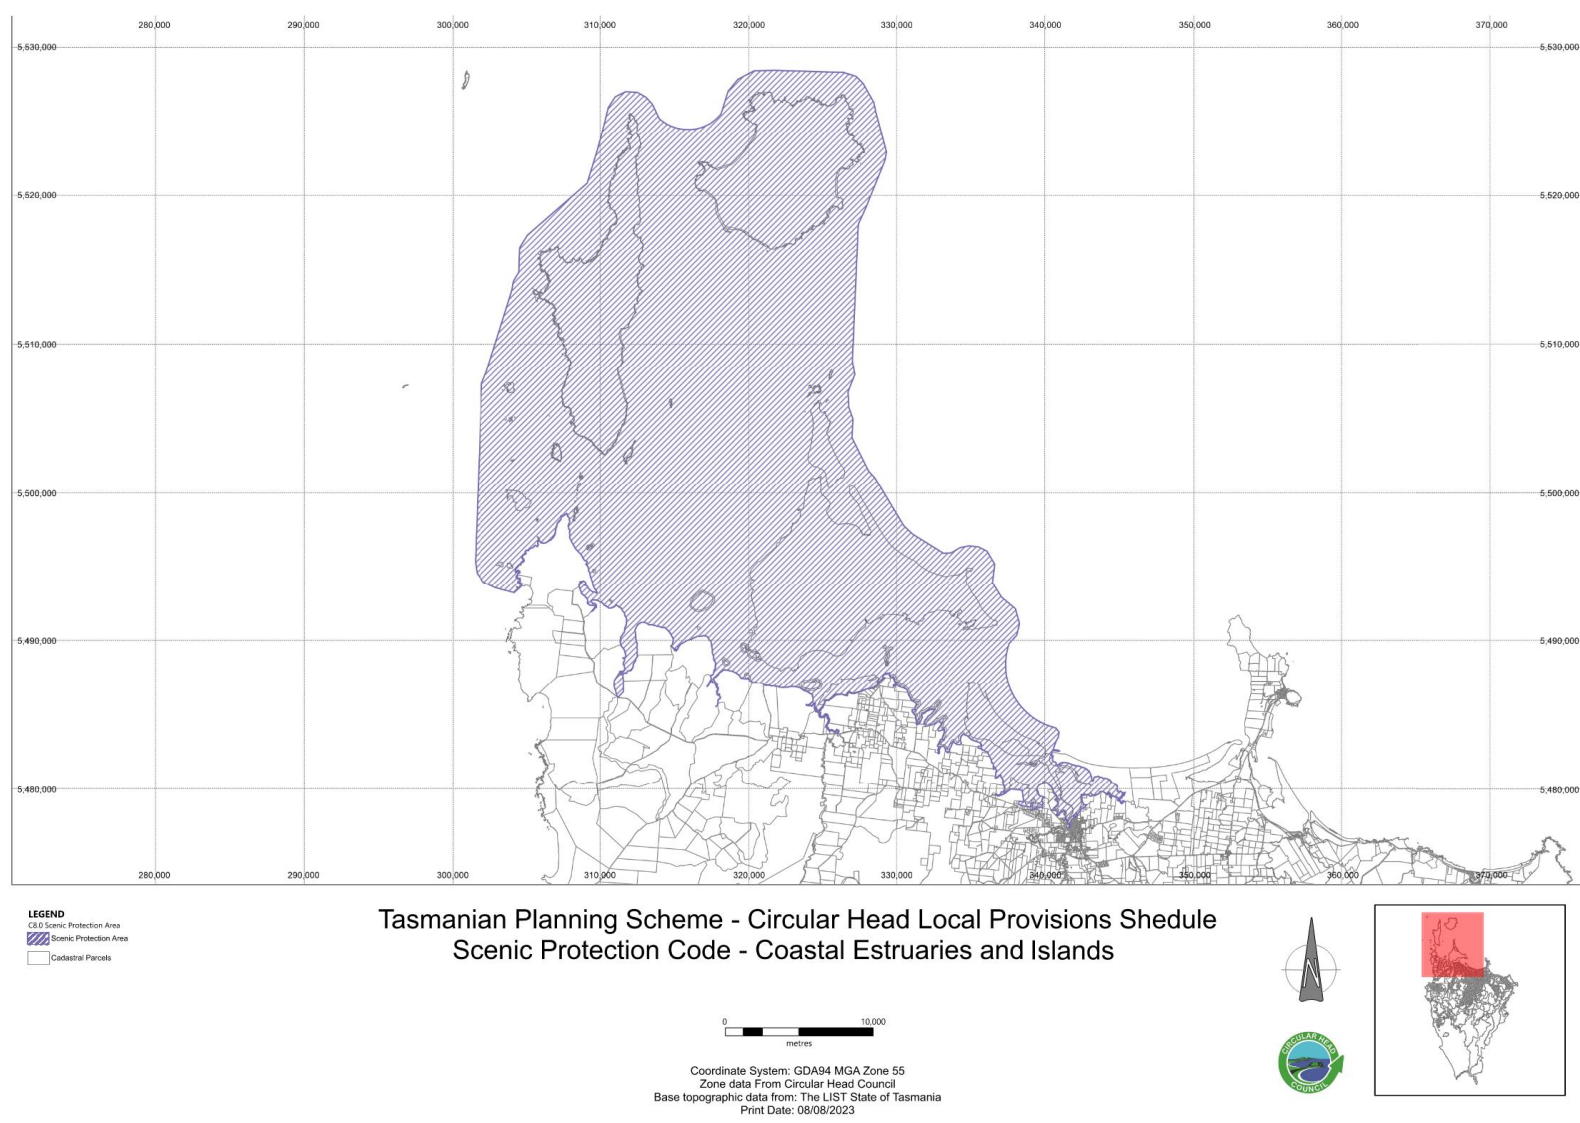 280,000 290,000 300,000 310,000 320,000 330,000 340,000 350,000 360,000 370,000
5,530,000 5,530,000
5,520,000 5,520,000
5,510,000 5,510,000
5,500,000 5,500,000
5,490,000 5,490,000
5,480,000 5,480,000
280,000 290,000 300,000 310,000 320,000 330,000 340,000 350,000 360,000 370,000
LEGEND
C8.0 Scenic Protection Area
Scenic Protection Area
Cadastral Parcels
Tasmanian Planning Scheme - Circular Head Local Provisions Shedule
Scenic Protection Code - Coastal Estuaries and Islands
0 10,000
metres
Coordinate System: GDA94 MGA Zone 55
Zone data From Circular Head Council
Base topographic data from: The LIST State of Tasmania
Print Date: 08/08/2023
N
CIRCULAR HEAD
COUNCIL